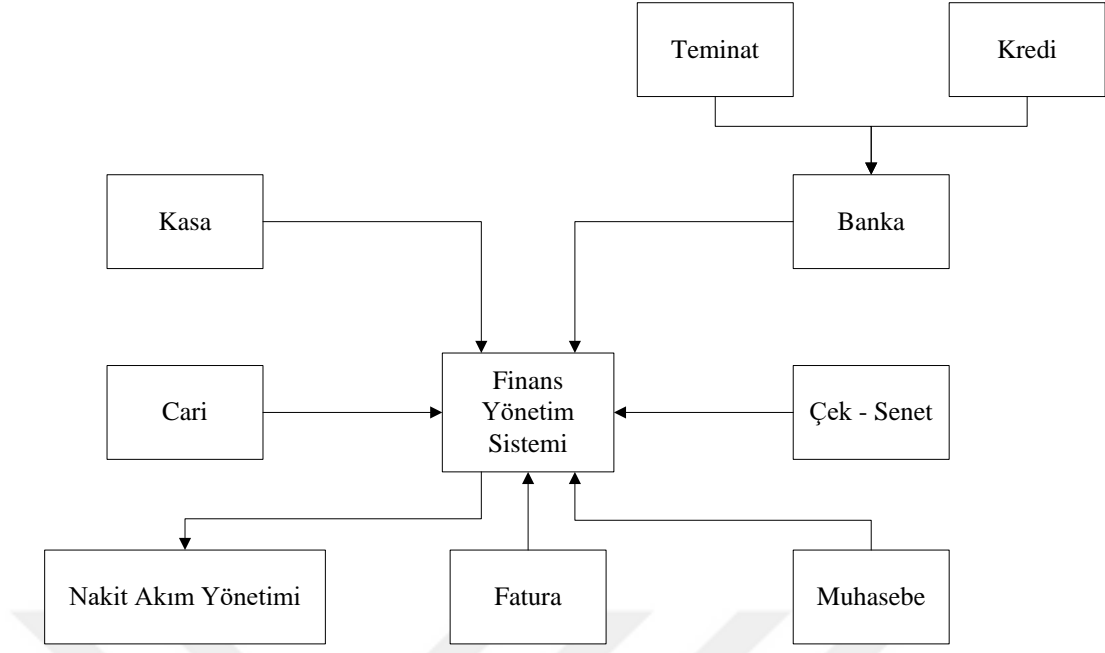 Teminat
Kredi
Kasa
Banka
Finans
Yönetim
Sistemi
Cari
Çek - Senet
Nakit Akım Yönetimi
Fatura
Muhasebe